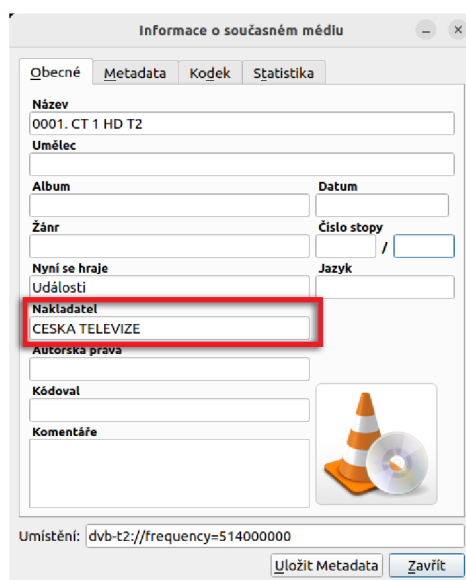 Informace o současném médiu
Obecné Metadata Kodek Statistika
Název
0001. CT 1 HD T2
Umělec
Album Datum
Žánr Číslo stopy
/
Nyní se hraje Jazyk
Události
Nakladatel
CESKA TELEVIZE
Autorská práva
Kódoval
Komentáře
Umístění: dvb-t2://frequency=514000000
Uložit Metadata Zavřít